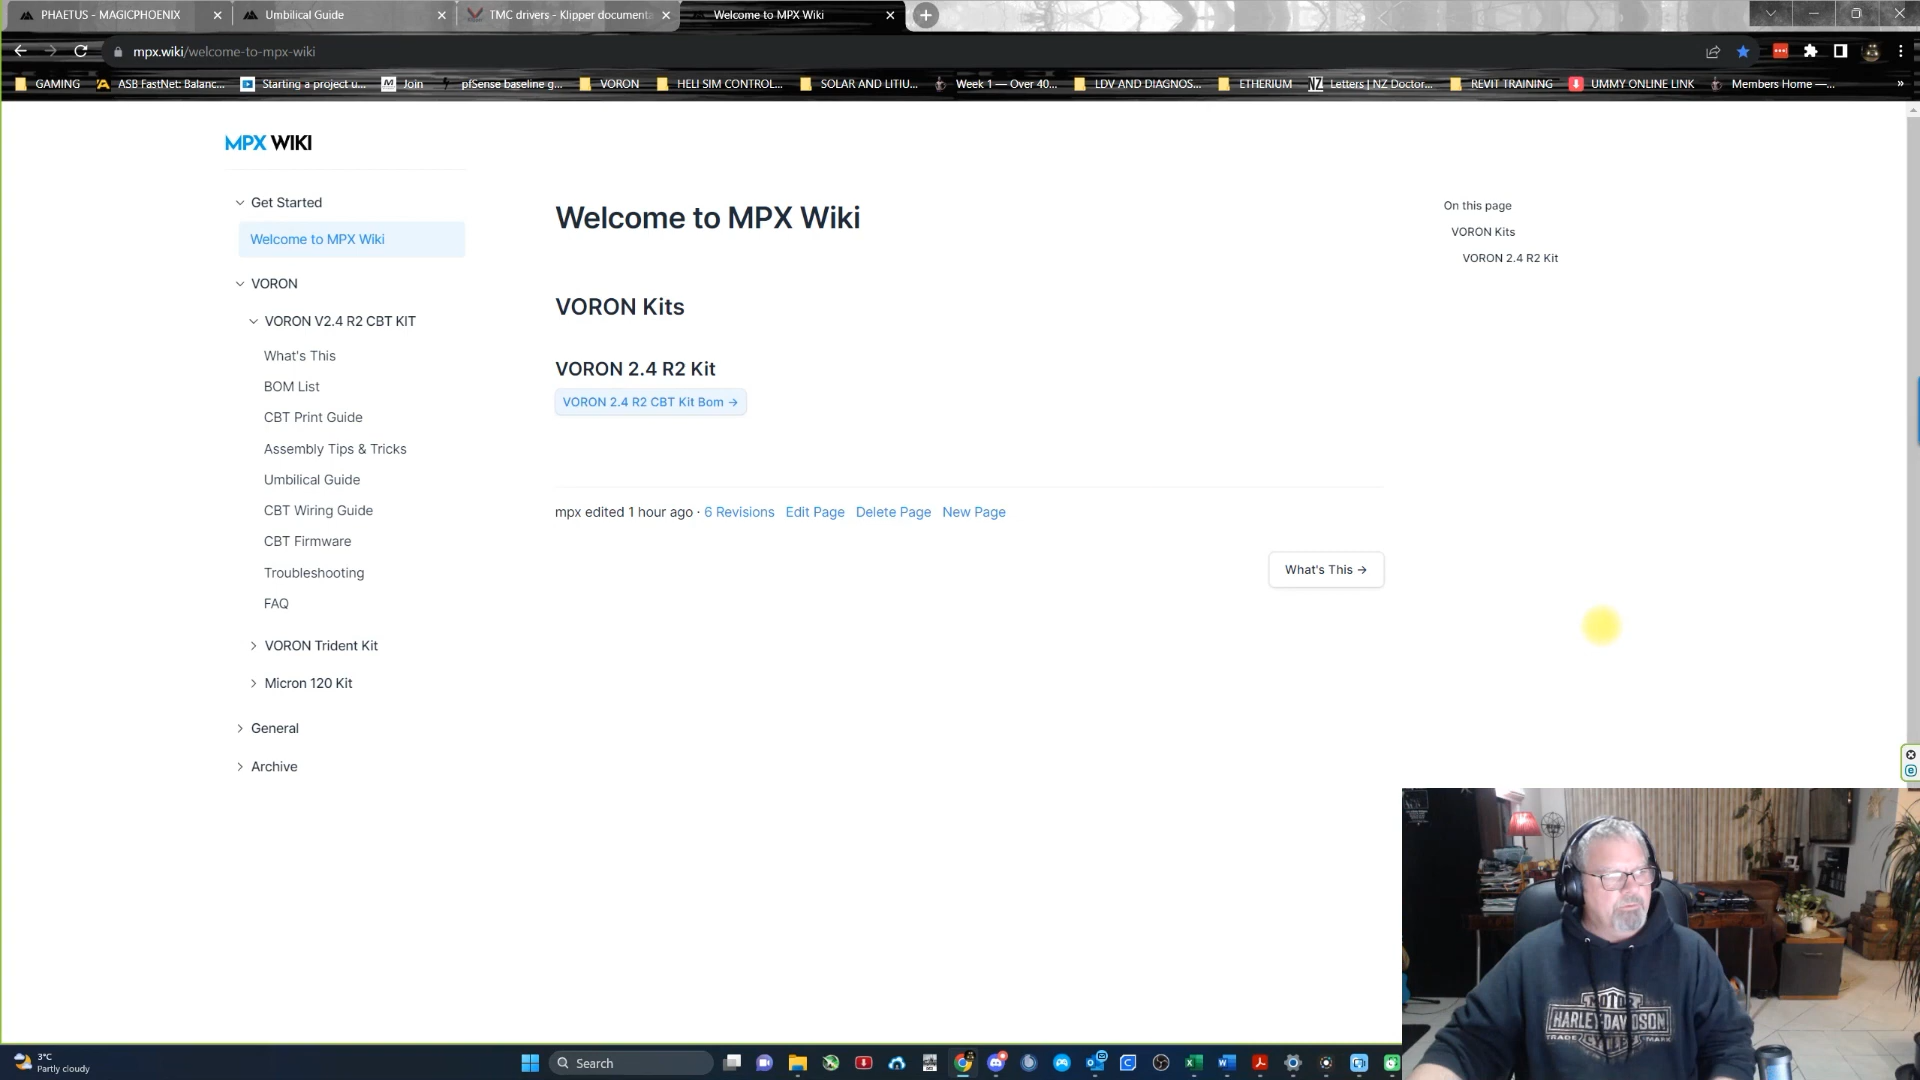 PHAETUS - MAGICPHOENIX
Umbilical Guide
TMC drivers - Klipper documenta
Welcome to MPX Wiki
mpx.wiki/welcome-to-mpx-wiki
GAMING
ASB FastNet: Balanc...
Starting a project u...
Join
pfSense baseline g...
VORON
HELI SIM CONTROL...
SOLAR AND LITIU...
Week 1 — Over 40...
LDV AND DIAGNOS...
ETHERIUM
Letters | NZ Doctor...
REVIT TRAINING
UMMY ONLINE LINK
Members Home —...
»
MPX WIKI
Get Started
Welcome to MPX Wiki
VORON
VORON V2.4 R2 CBT KIT
What's This
BOM List
CBT Print Guide
Assembly Tips & Tricks
Umbilical Guide
CBT Wiring Guide
CBT Firmware
Troubleshooting
FAQ
VORON Trident Kit
Micron 120 Kit
General
Archive
Welcome to MPX Wiki
VORON Kits
VORON 2.4 R2 Kit
VORON 2.4 R2 CBT Kit Bom →
mpx edited 1 hour ago · 6 Revisions Edit Page Delete Page New Page
What's This →
On this page
VORON Kits
VORON 2.4 R2 Kit
MOTOR
HARLEY-DAVIDSON
CYCLES
3°C
Partly cloudy
Search